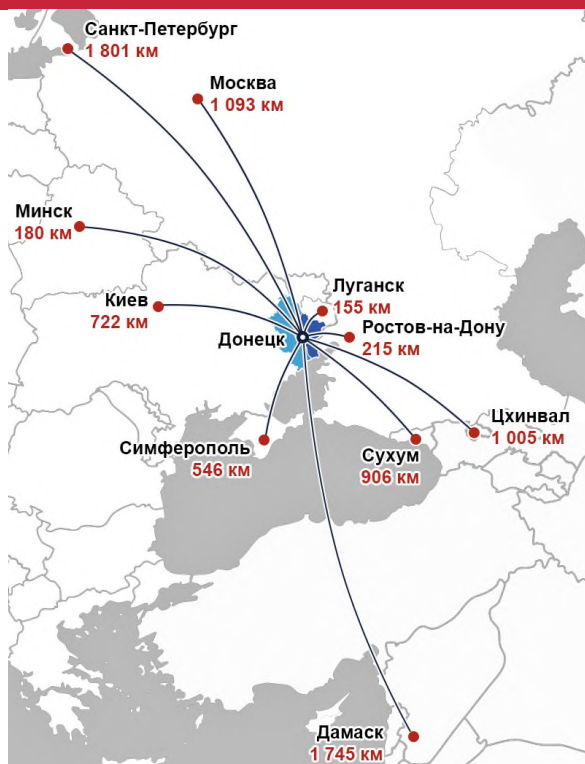 Санкт-Петербург
1 801 км
Москва
1 093 км
Минск
180 км
Киев
722 км
Луганск
155 км
Ростов-на-Дону
215 км
Донецк
Симферополь
546 км
Сухум
906 км
Цхинвал
1 005 км
Дамаск
1 745 км